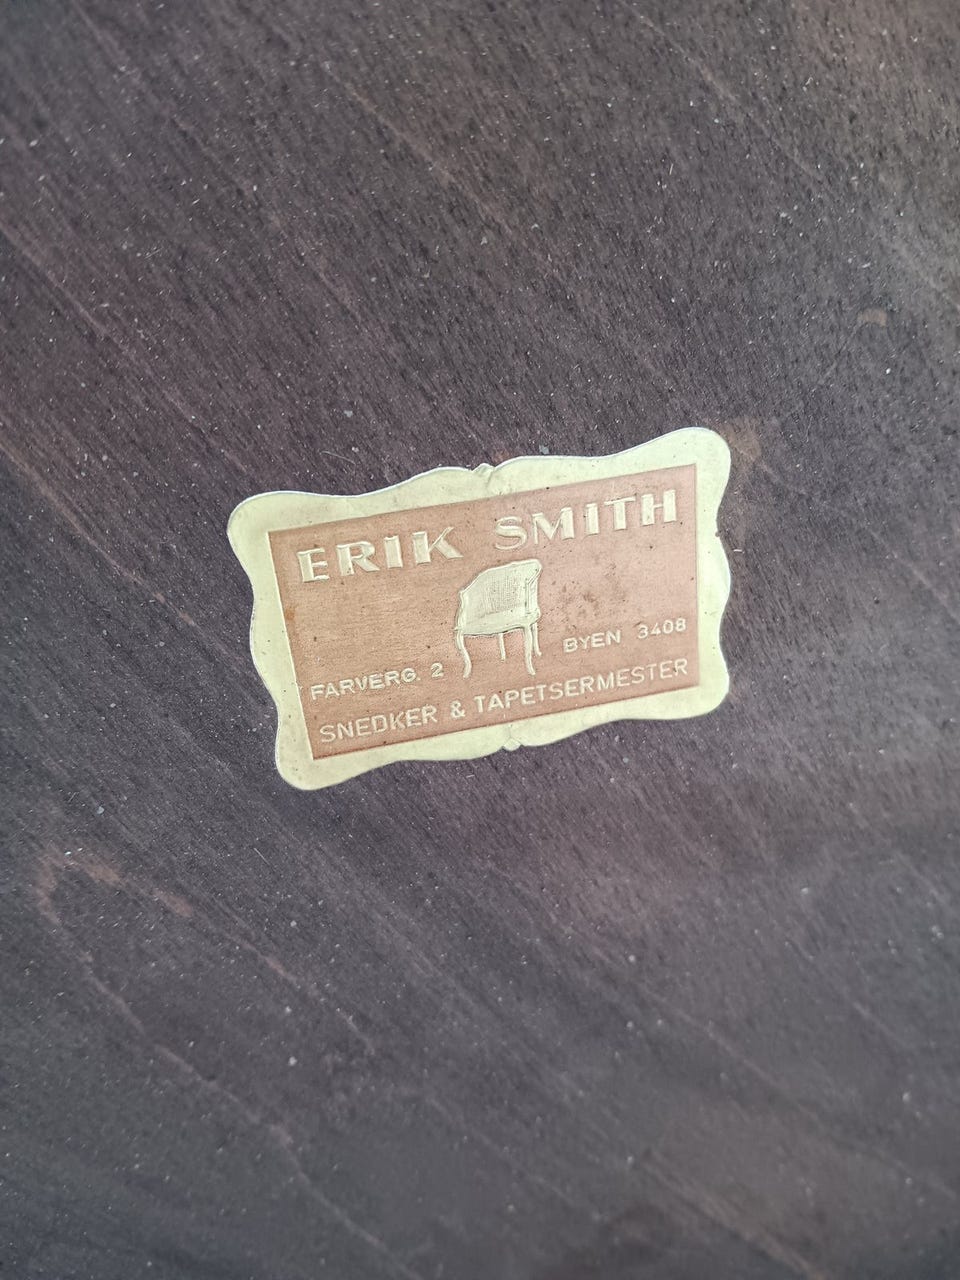 ERIK SMITH
FARVERG. 2 BYEN 3408
SNEDKER & TAPETSERMESTER